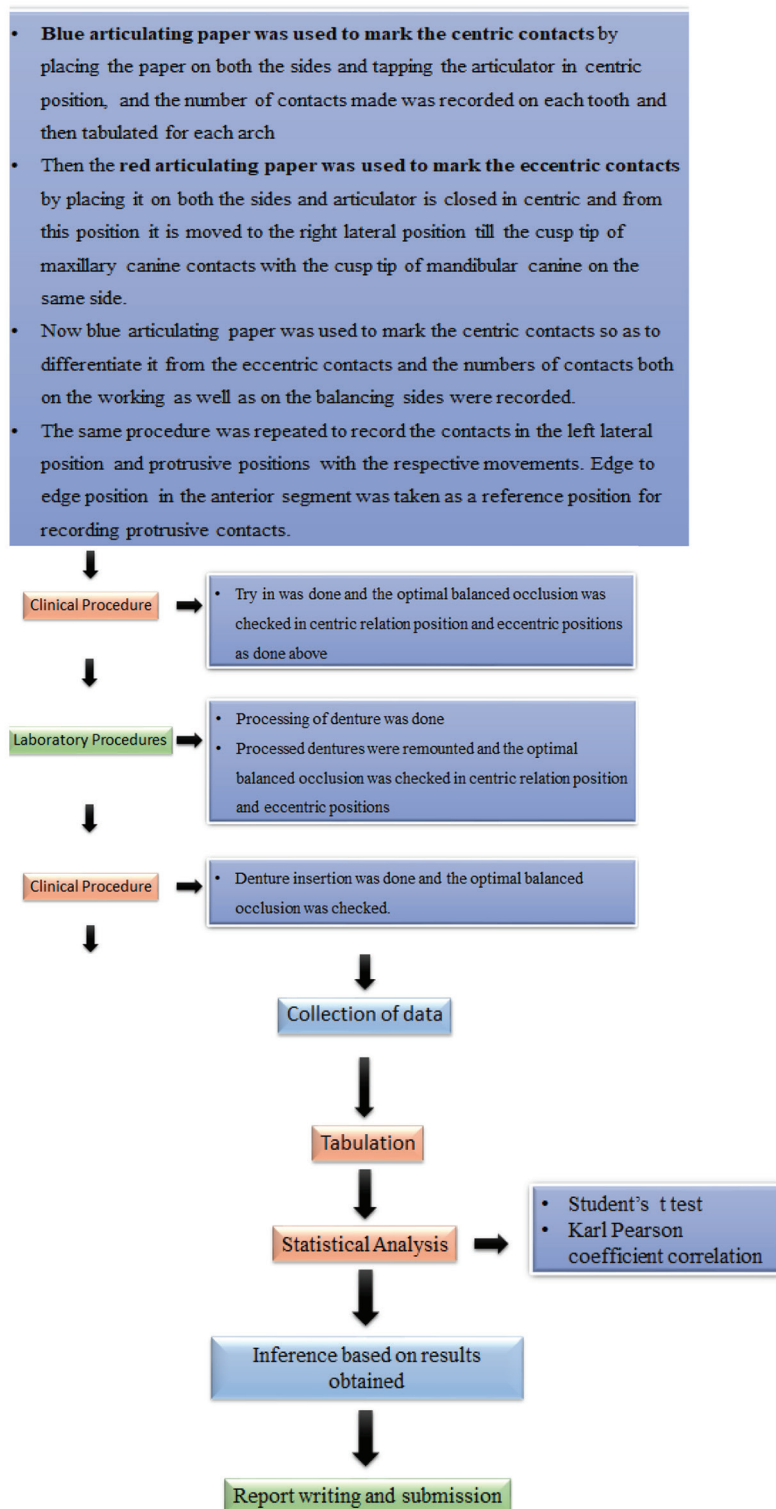 • Blue articulating paper was used to mark the centric contacts by
placing the paper on both the sides and tapping the articulator in centric
position, and the number of contacts made was recorded on each tooth and
then tabulated for each arch
• Then the red articulating paper was used to mark the eccentric contacts
by placing it on both the sides and articulator is closed in centric and from
this position it is moved to the right lateral position till the cusp tip of
maxillary canine contacts with the cusp tip of mandibular canine on the
same side.
• Now blue articulating paper was used to mark the centric contacts so as to
differentiate it from the eccentric contacts and the numbers of contacts both
on the working as well as on the balancing sides were recorded.
• The same procedure was repeated to record the contacts in the left lateral
position and protrusive positions with the respective movements. Edge to
edge position in the anterior segment was taken as a reference position for
recording protrusive contacts.
Clinical Procedure
• Try in was done and the optimal balanced occlusion was
checked in centric relation position and eccentric positions
as done above
Laboratory Procedures
• Processing of denture was done
• Processed dentures were remounted and the optimal
balanced occlusion was checked in centric relation position
and eccentric positions
Clinical Procedure
• Denture insertion was done and the optimal balanced
occlusion was checked.
Collection of data
Tabulation
Statistical Analysis
• Student's t test
• Karl Pearson
coefficient correlation
Inference based on results
obtained
Report writing and submission